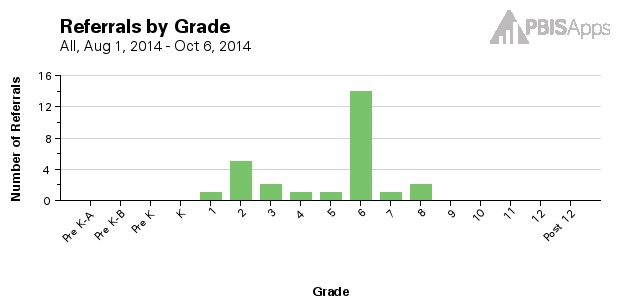 Referrals by Grade
All, Aug 1, 2014 - Oct 6, 2014
PBISApps
Number of Referrals
16
12
8
4
0
Pre K-A
Pre K-B
Pre K
K
1
2
3
4
5
6
7
8
9
10
11
12
Post 12
Grade